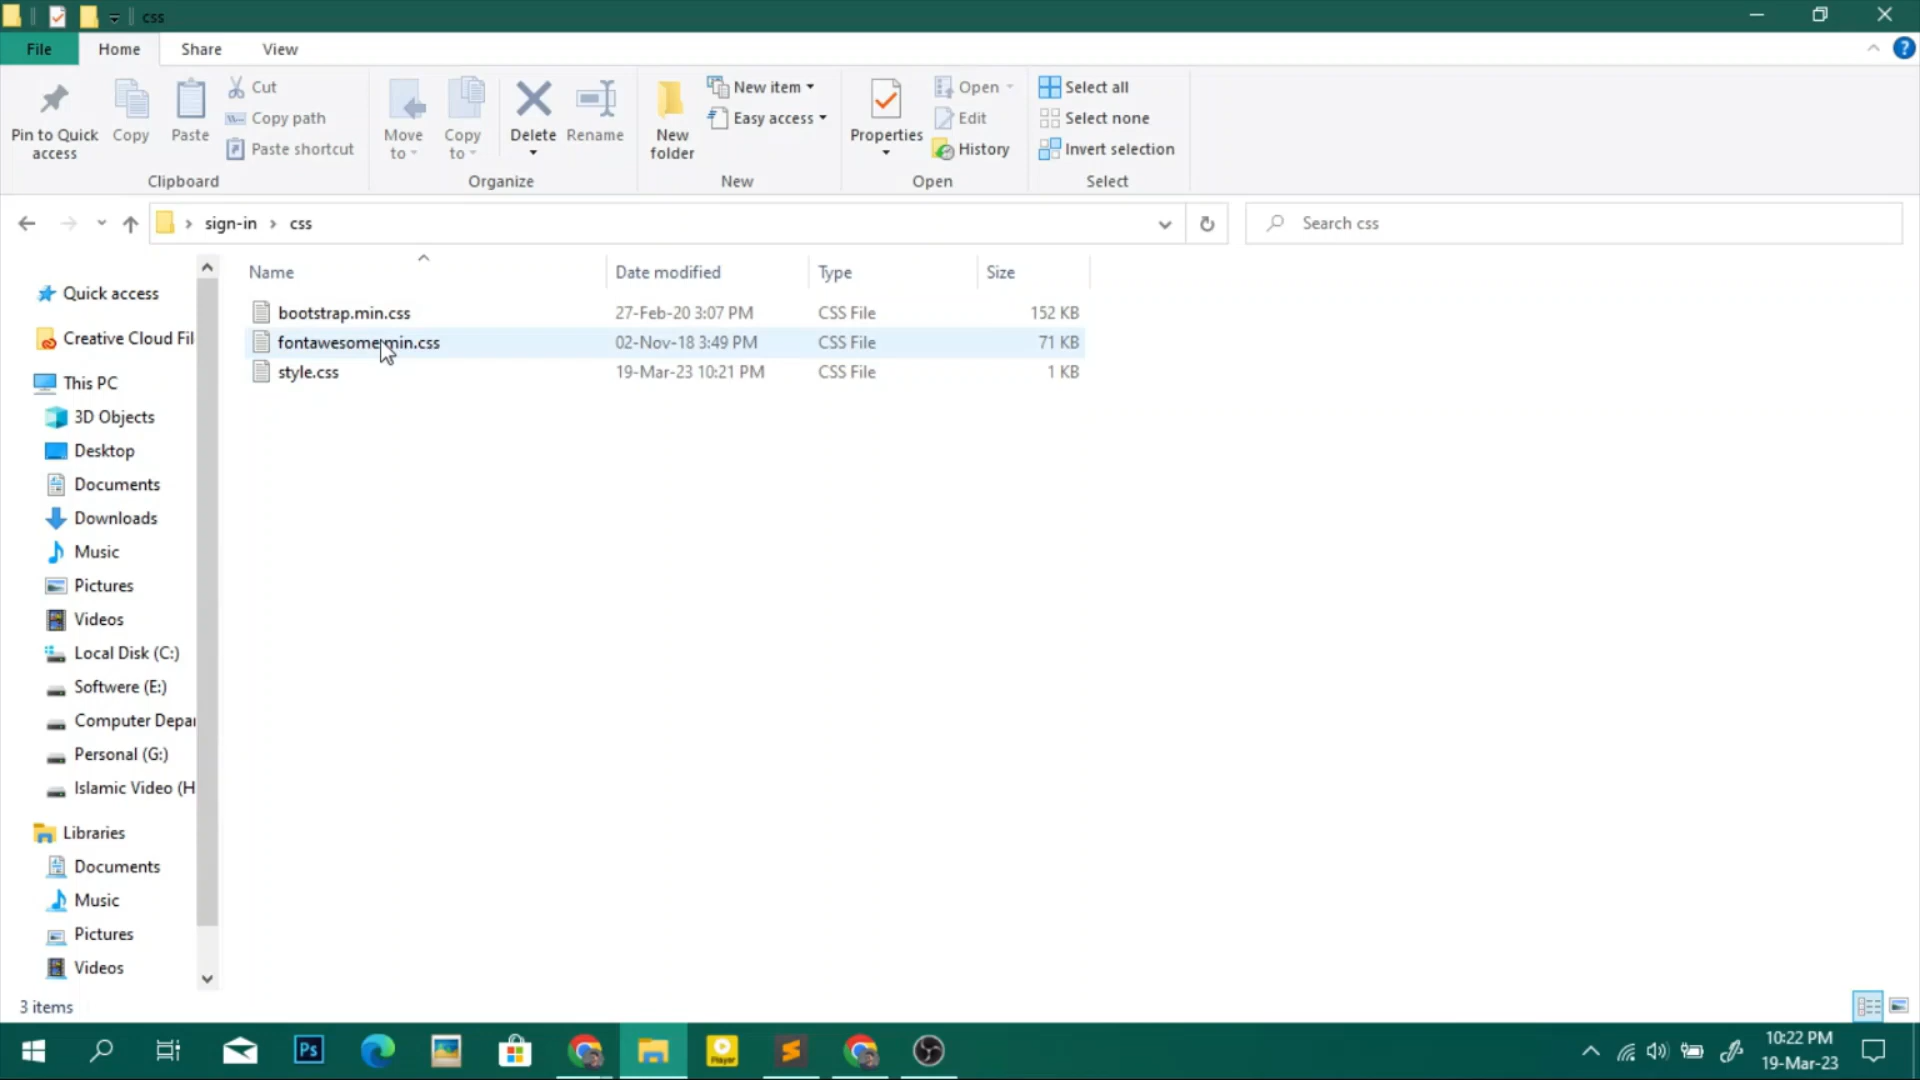 css
File Home Share View
Pin to Quick access
Copy
Paste
Cut
Copy path
Paste shortcut
Clipboard
Move to
Copy to
Delete
Rename
Organize
New folder
New item
Easy access
New
Properties
Open
Edit
History
Open
Select all
Select none
Invert selection
Select
sign-in css
Search css
Name Date modified Type Size
bootstrap.min.css 27-Feb-20 3:07 PM CSS File 152 KB
fontawesome.min.css 02-Nov-18 3:49 PM CSS File 71 KB
style.css 19-Mar-23 10:21 PM CSS File 1 KB
Quick access
Creative Cloud Fil
This PC
3D Objects
Desktop
Documents
Downloads
Music
Pictures
Videos
Local Disk (C:)
Softwere (E:)
Computer Depar
Personal (G:)
Islamic Video (H
Libraries
Documents
Music
Pictures
Videos
3 items
Ps
Player
10:22 PM
19-Mar-23